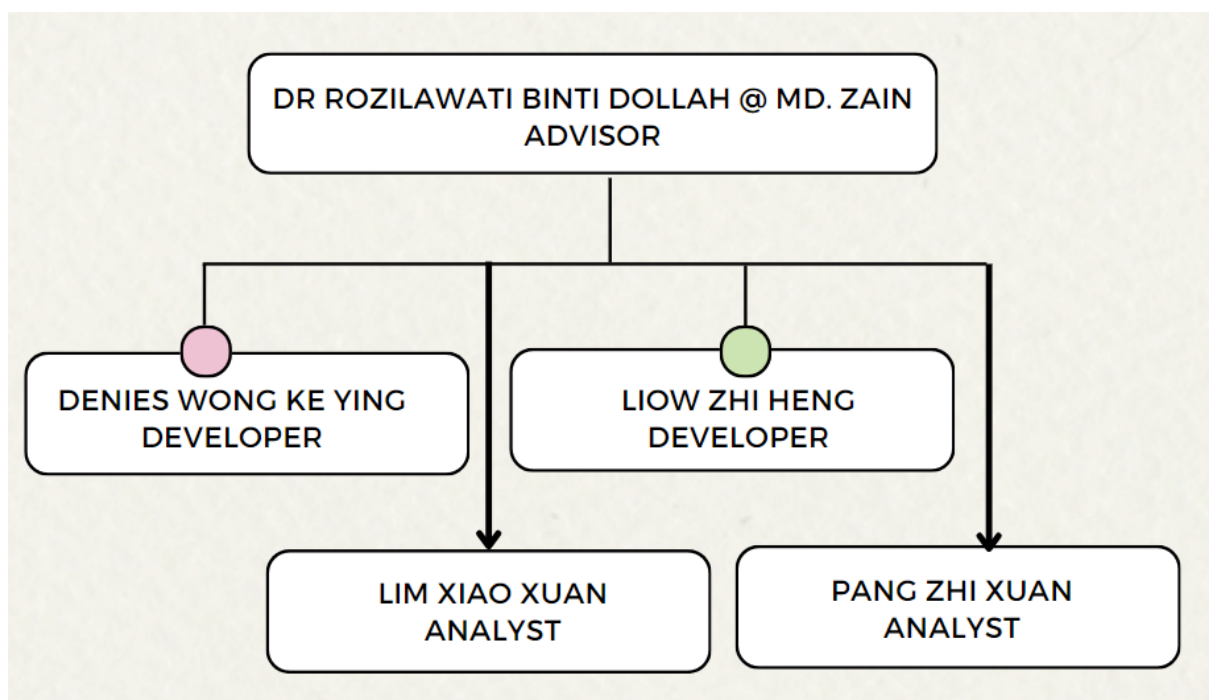 DR ROZILAWATI BINTI DOLLAH @ MD. ZAIN
ADVISOR
DENIES WONG KE YING
DEVELOPER
LIOW ZHI HENG
DEVELOPER
LIM XIAO XUAN
ANALYST
PANG ZHI XUAN
ANALYST